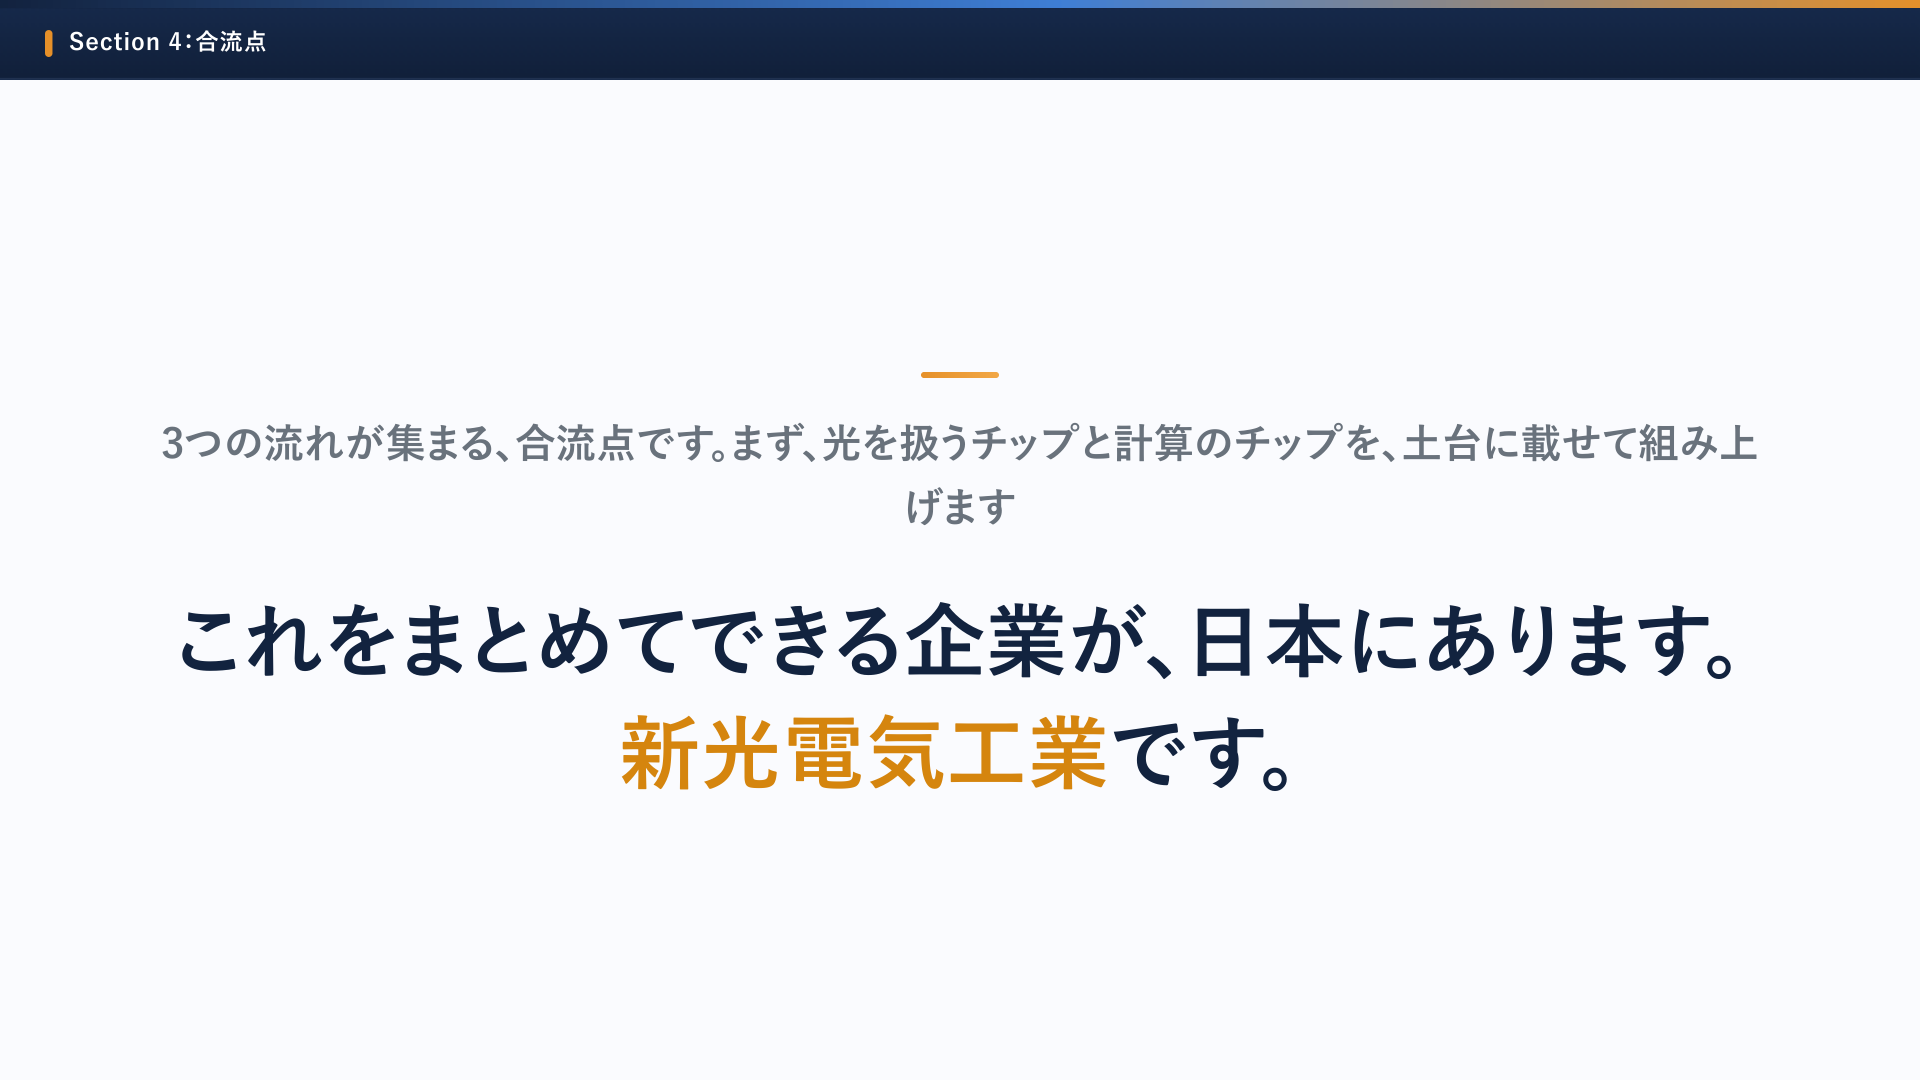 Section 4：合流点
3つの流れが集まる、合流点です。まず、光を扱うチップと計算のチップを、土台に載せて組み上
げます
これをまとめてできる企業が、日本にあります。
新光電気工業です。